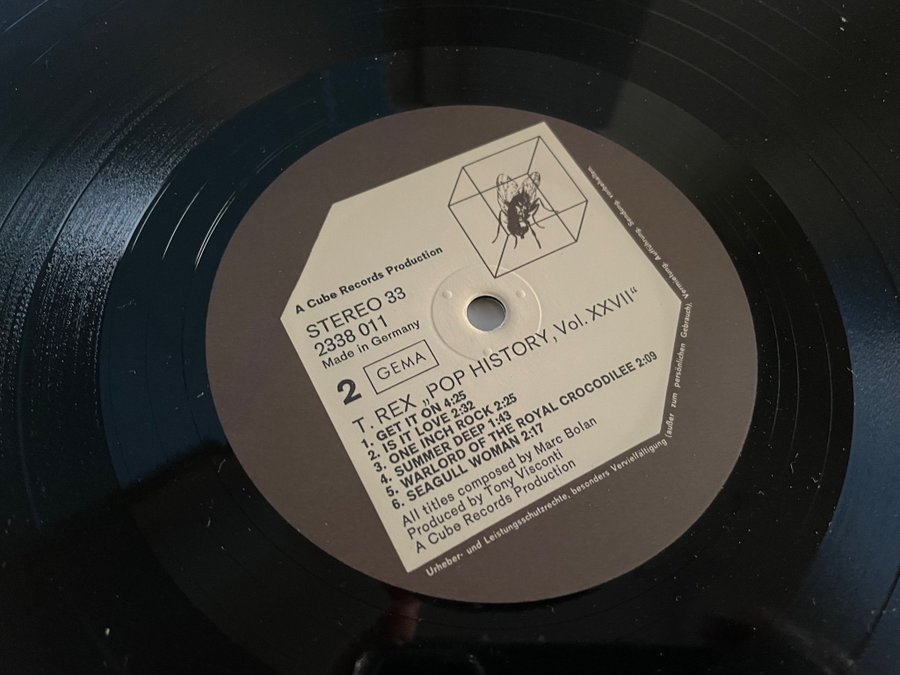 A Cube Records Production
STEREO 33
2338 011
Made in Germany
2 GEMA
T. REX „POP HISTORY, Vol. XXVII“
1. GET IT ON 4:25
2. IS IT LOVE 2:32
3. ONE INCH ROCK 2:25
4. SUMMER DEEP 1:43
5. WARLORD OF THE ROYAL CROCODILEE 2:09
6. SEAGULL WOMAN 2:17
All titles composed by Marc Bolan
Produced by Tony Visconti
A Cube Records Production
Urheber- und Leistungsschutzrechte, besonders Vervielfältigung (außer zum persönlichen Gebrauch), Vermietung, Aufführung, Sendung vorbehalten